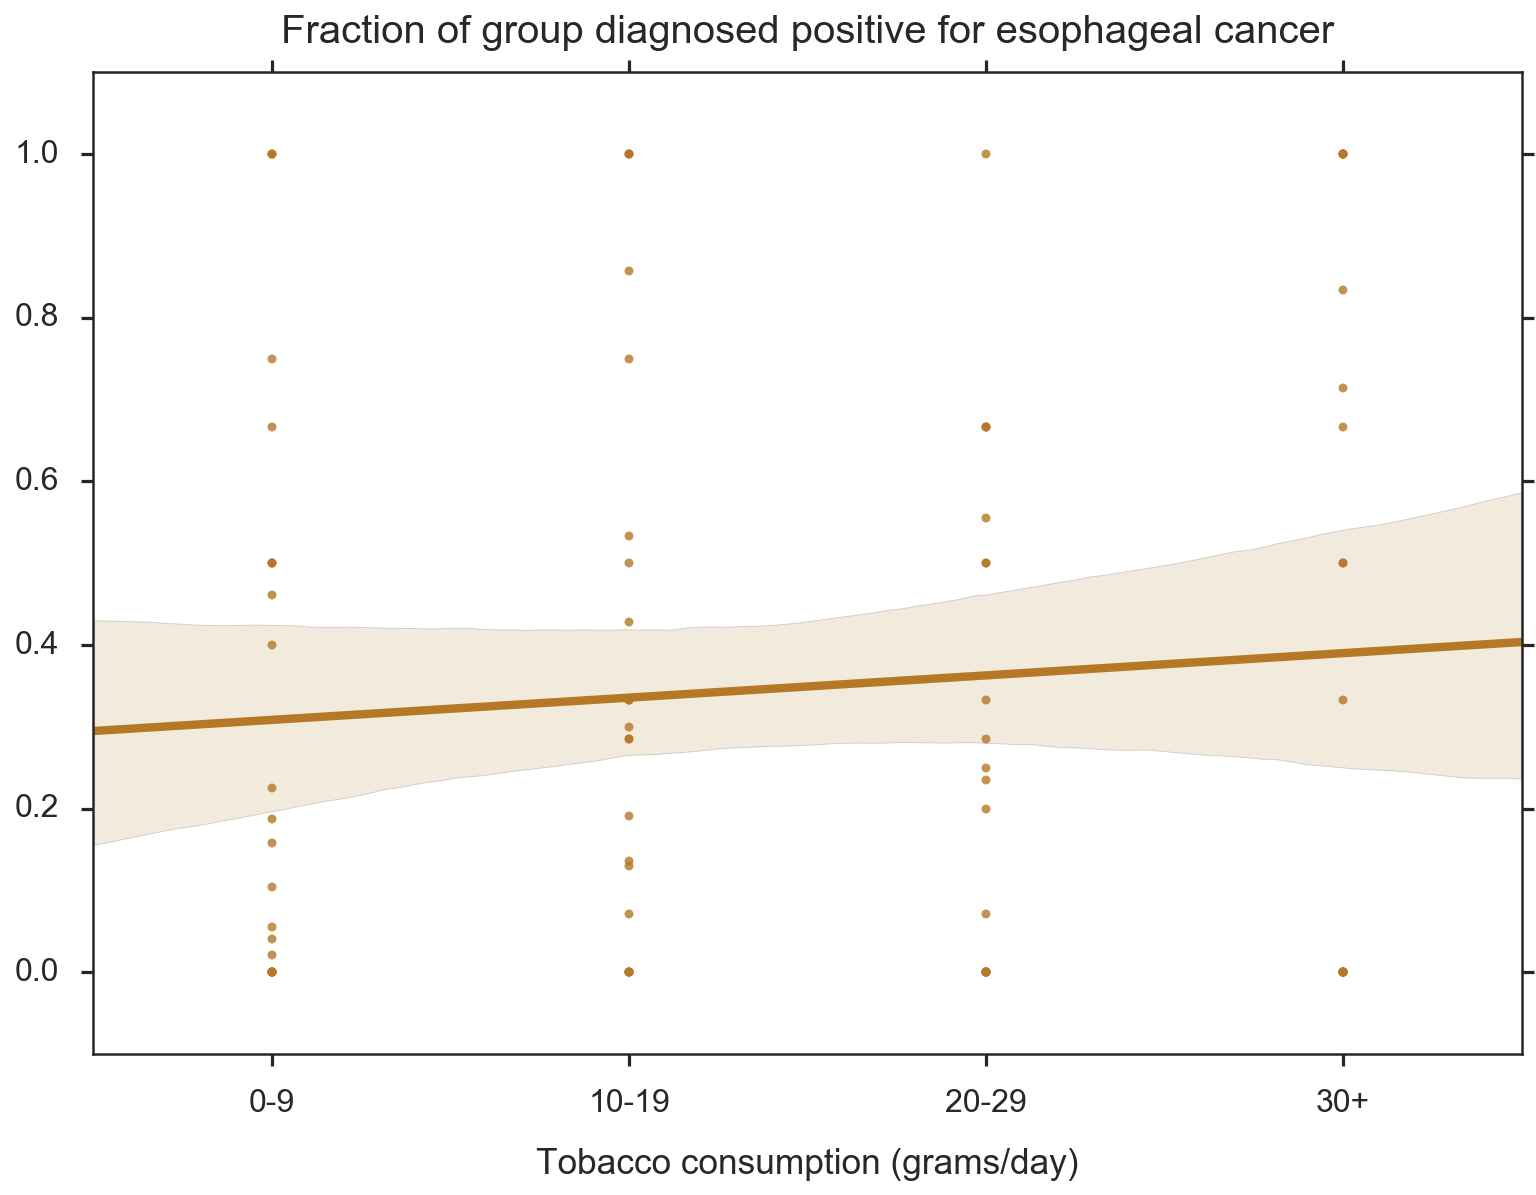 Fraction of group diagnosed positive for esophageal cancer
1.0
0.8
0.6
0.4
0.2
0.0
0-9 10-19 20-29 30+
Tobacco consumption (grams/day)